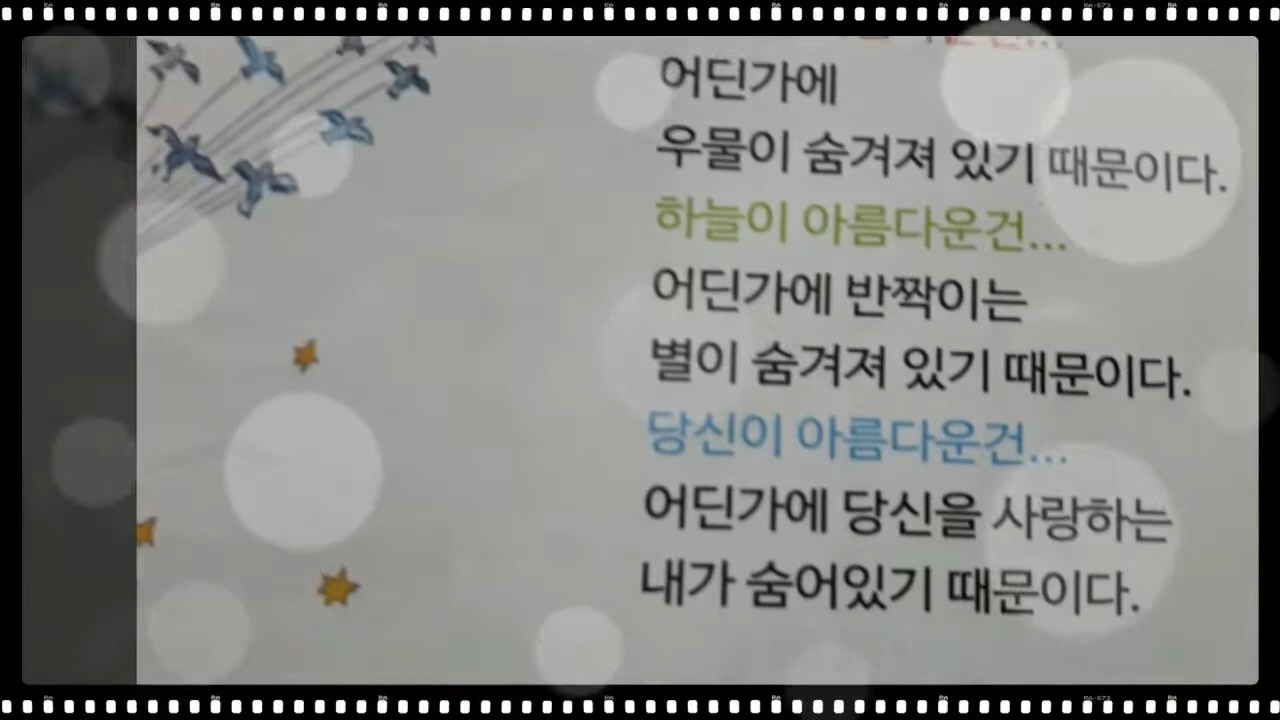 어딘가에
우물이 숨겨져 있기 때문이다.
하늘이 아름다운건...
어딘가에 반짝이는
별이 숨겨져 있기 때문이다.
당신이 아름다운건...
어딘가에 당신을 사랑하는
내가 숨어있기 때문이다.